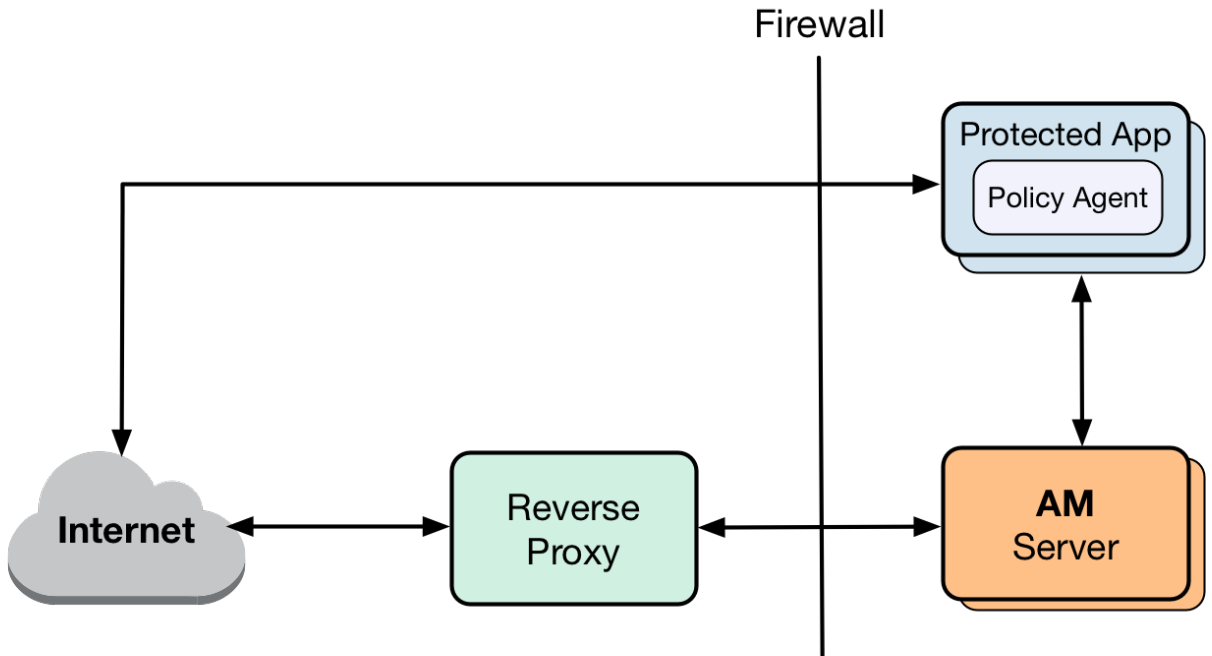 Firewall
Protected App
Policy Agent
Internet
Reverse
Proxy
AM
Server